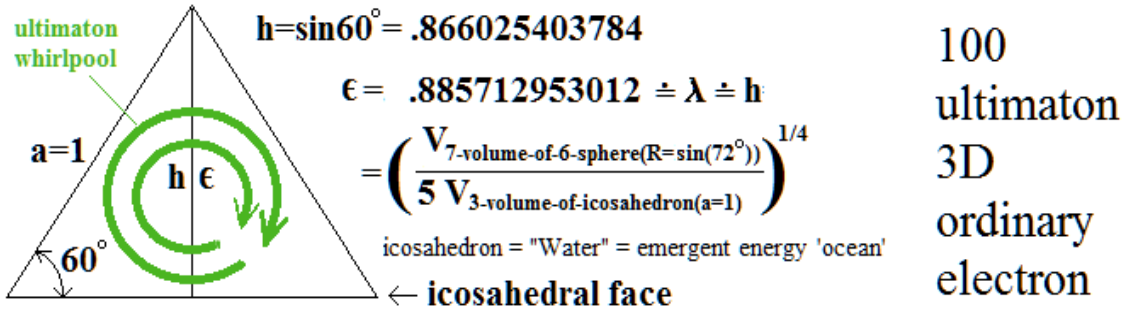 ultimaton
whirlpool
a=1
h ϵ
60°
h=sin60°= .866025403784
ϵ = .885712953012 ≐ λ ≐ h
=(V7-volume-of-6-sphere(R=sin(72°)) / 5 V3-volume-of-icosahedron(a=1))^1/4
icosahedron = "Water" = emergent energy 'ocean'
← icosahedral face
100
ultimaton
3D
ordinary
electron